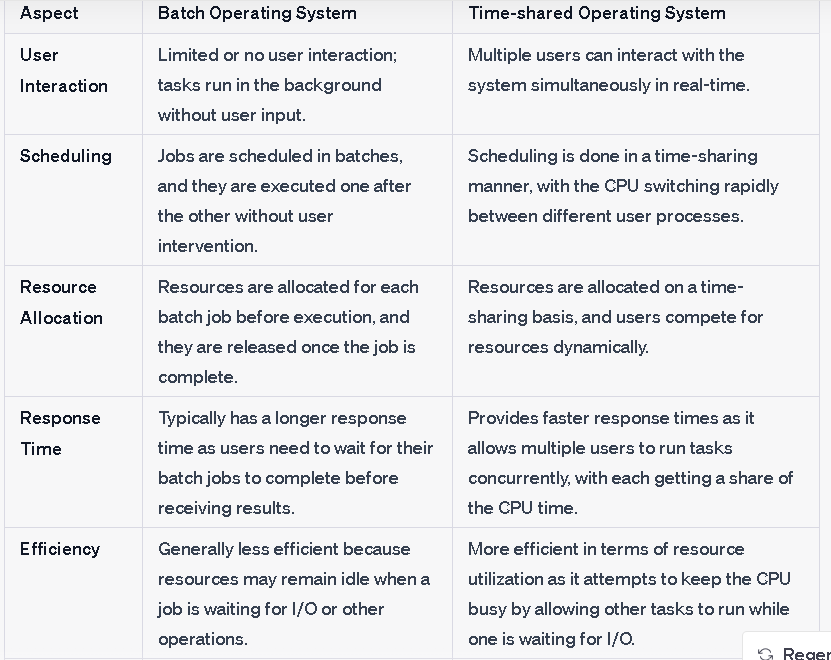 Aspect
Batch Operating System
Time-shared Operating System
User
Interaction
Limited or no user interaction;
tasks run in the background
without user input.
Multiple users can interact with the
system simultaneously in real-time.
Scheduling
Jobs are scheduled in batches,
and they are executed one after
the other without user
intervention.
Scheduling is done in a time-sharing
manner, with the CPU switching rapidly
between different user processes.
Resource
Allocation
Resources are allocated for each
batch job before execution, and
they are released once the job is
complete.
Resources are allocated on a time-
sharing basis, and users compete for
resources dynamically.
Response
Time
Typically has a longer response
time as users need to wait for their
batch jobs to complete before
receiving results.
Provides faster response times as it
allows multiple users to run tasks
concurrently, with each getting a share of
the CPU time.
Efficiency
Generally less efficient because
resources may remain idle when a
job is waiting for I/O or other
operations.
More efficient in terms of resource
utilization as it attempts to keep the CPU
busy by allowing other tasks to run while
one is waiting for I/O.